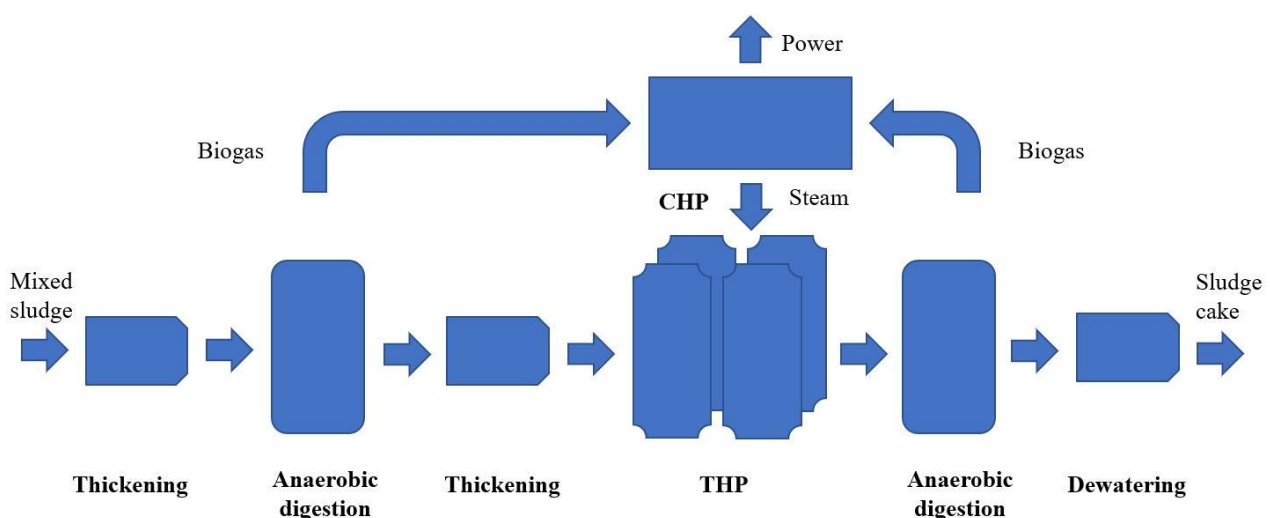 Power
Biogas
Biogas
CHP
Steam
Mixed
sludge
Sludge
cake
Thickening
Anaerobic
digestion
Thickening
THP
Anaerobic
digestion
Dewatering